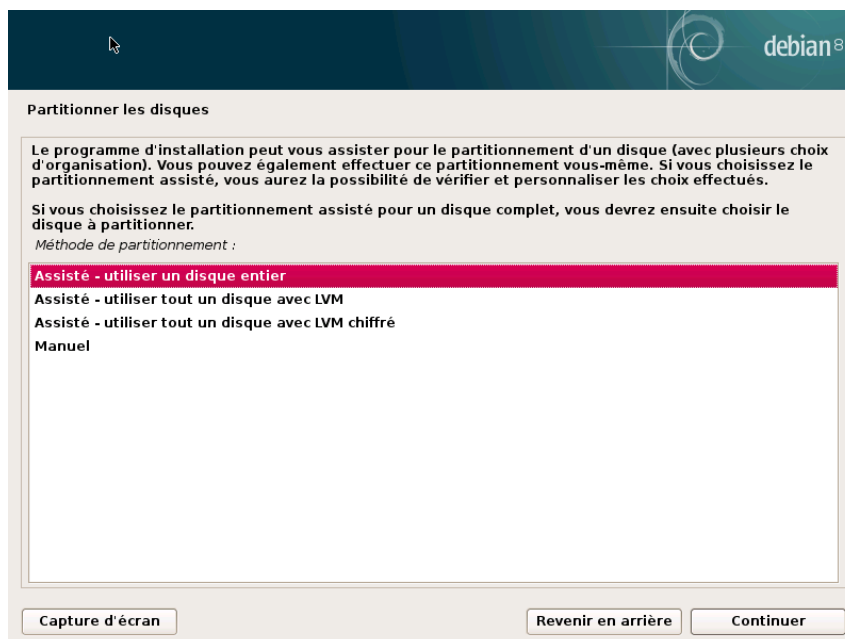 debian 8
Partitionner les disques
Le programme d'installation peut vous assister pour le partitionnement d'un disque (avec plusieurs choix
d'organisation). Vous pouvez également effectuer ce partitionnement vous-même. Si vous choisissez le
partitionnement assisté, vous aurez la possibilité de vérifier et personnaliser les choix effectués.
Si vous choisissez le partitionnement assisté pour un disque complet, vous devrez ensuite choisir le
disque à partitionner.
Méthode de partitionnement :
Assisté - utiliser un disque entier
Assisté - utiliser tout un disque avec LVM
Assisté - utiliser tout un disque avec LVM chiffré
Manuel
Capture d'écran
Revenir en arrière
Continuer